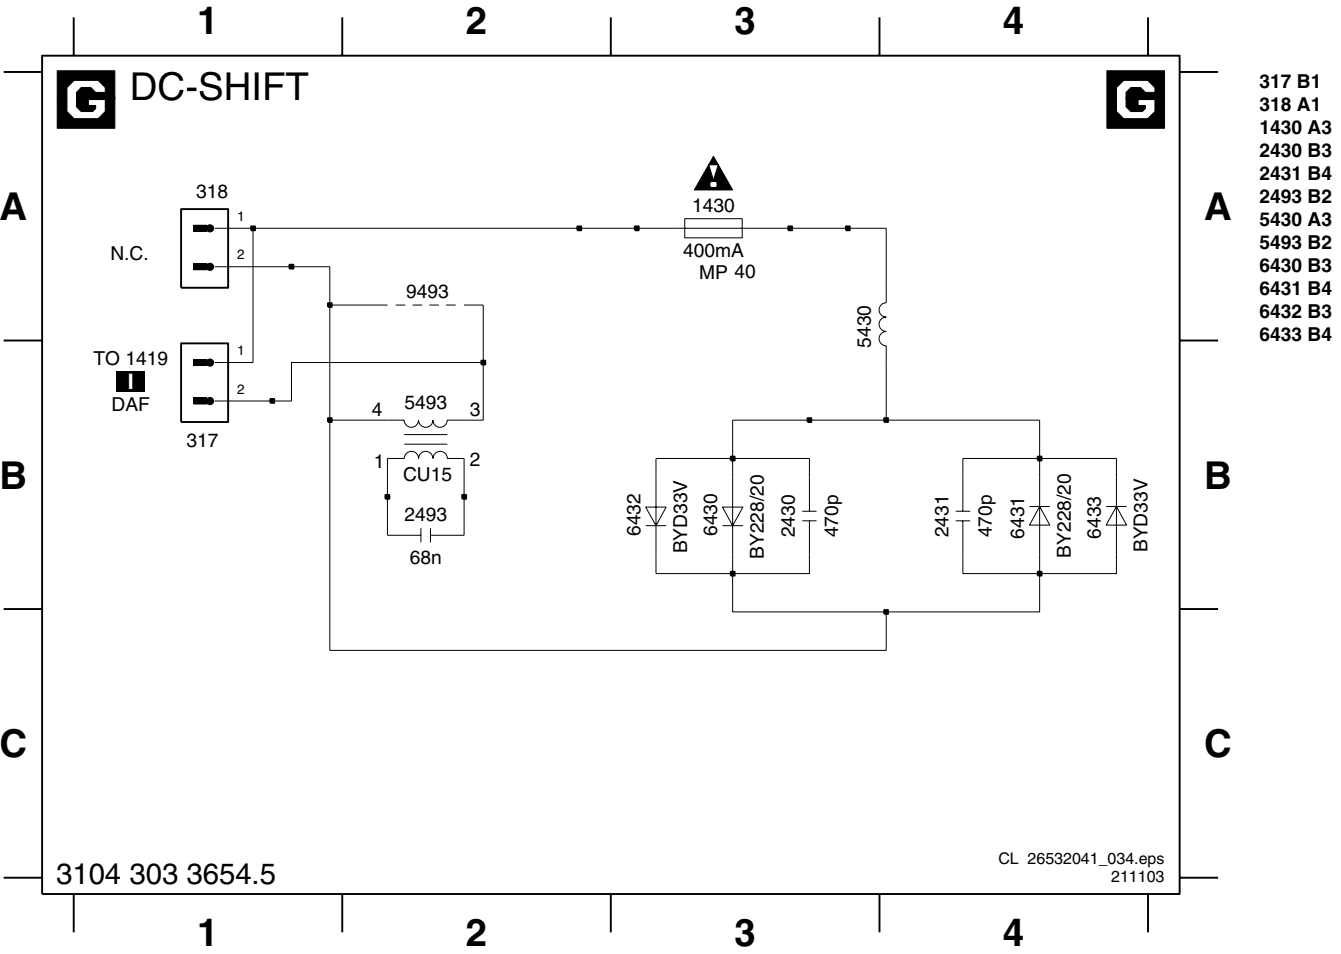 1 2 3 4
G DC-SHIFT G
317 B1
318 A1
1430 A3
2430 B3
2431 B4
2493 B2
5430 A3
5493 B2
6430 B3
6431 B4
6432 B3
6433 B4
A A
318
1
N.C.
2
1430
400mA
MP 40
9493
5430
TO 1419
1
I
2
DAF
317
4 5493 3
1 CU15 2
2493
68n
B B
6432
BYD33V
6430
BY228/20
2430
470p
2431
470p
6431
BY228/20
6433
BYD33V
C C
3104 303 3654.5
CL 26532041_034.eps
211103
1 2 3 4